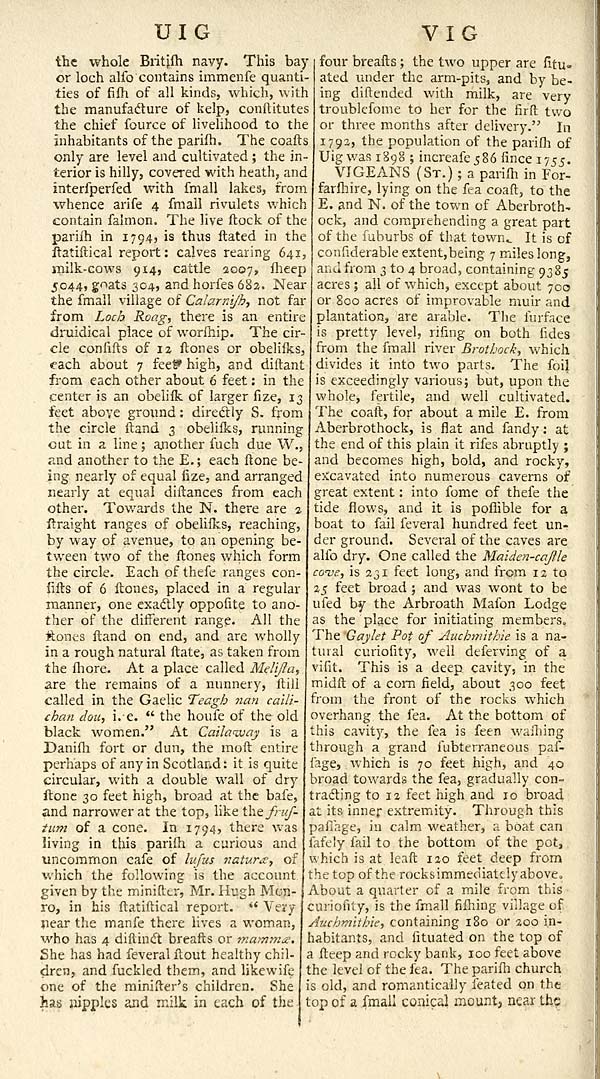 UIG
the whole Britiſh navy. This bay
or loch alſo contains immenſe quanti-
ties of fiſh of all kinds, which, with
the manufacture of kelp, conſtitutes
the chief ſource of livelihood to the
inhabitants of the pariſh. The coaſts
only are level and cultivated; the in-
terior is hilly, covered with heath, and
interſperſed with ſmall lakes, from
whence ariſe 4 ſmall rivulets which
contain ſalmon. The live ſtock of the
pariſh in 1794, is thus ſtated in the
ſtatiſtical report: calves rearing 641,
milk-cows 914, cattle 2007, ſheep
5044, goats 304, and horſes 682. Near
the ſmall village of Calarniſh, not far
from Loch Roag, there is an entire
druidical place of worſhip. The cir-
cle conſiſts of 12 ſtones or obeliſks,
each about 7 feet high, and diſtant
from each other about 6 feet: in the
center is an obeliſk of larger ſize, 13
feet above ground: directly S. from
the circle ſtand 3 obeliſks, running
out in a line; another ſuch due W.,
and another to the E.; each ſtone be-
ing nearly of equal ſize, and arranged
nearly at equal diſtances from each
other. Towards the N. there are 2
ſtraight ranges of obeliſks, reaching,
by way of avenue, to an opening be-
tween two of the ſtones which form
the circle. Each of theſe ranges con-
ſiſts of 6 ſtones, placed in a regular
manner, one exactly oppoſite to ano-
ther of the different range. All the
ſtones ſtand on end, and are wholly
in a rough natural ſtate, as taken from
the ſhore. At a place called Meliſta,
are the remains of a nunnery, ſtill
called in the Gaelic Teagh nan caili-
chan dou, i. e. “ the houſe of the old
black women.” At Cailaway is a
Daniſh fort or dun, the moſt entire
perhaps of any in Scotland: it is quite
circular, with a double wall of dry
ſtone 30 feet high, broad at the baſe,
and narrower at the top, like the fruſ-
tum of a cone. In 1794, there was
living in this pariſh a curious and
uncommon caſe of luſus naturæ, of
which the following is the account
given by the miniſter, Mr. Hugh Mon-
ro, in his ſtatiſtical report. “ Very
near the manſe there lives a woman,
who has 4 diſtinct breaſts or mammæ.
She has had ſeveral ſtout healthy chil-
dren, and ſuckled them, and likewiſe
one of the miniſter's children. She
has nipples and milk in each of the
VIG
four breaſts; the two upper are ſitu-
ated under the arm-pits, and by be-
ing diſtended with milk, are very
troubleſome to her for the firſt two
or three months after delivery.” In
1792, the population of the pariſh of
Uig was 1898; increaſe 586 ſince 1755.
VIGEANS (ST.); a pariſh in For-
farſhire, lying on the ſea coaſt, to the
E. and N. of the town of Aberbroth-
ock, and comprehending a great part
of the ſuburbs of that town. It is of
conſiderable extent, being 7 miles long,
and from 3 to 4 broad, containing 9385
acres; all of which, except about 700
or 800 acres of improvable muir and
plantation, are arable. The ſurface
is pretty level, riſing on both ſides
from the ſmall river Brothock, which
divides it into two parts. The ſoil
is exceedingly various; but, upon the
whole, fertile, and well cultivated.
The coaſt, for about a mile E. from
Aberbrothock, is flat and ſandy: at
the end of this plain it riſes abruptly;
and becomes high, bold, and rocky,
excavated into numerous caverns of
great extent: into ſome of theſe the
tide flows, and it is poſſible for a
boat to ſail ſeveral hundred feet un-
der ground. Several of the caves are
alſo dry. One called the Maiden-caſtle
cove, is 231 feet long, and from 12 to
25 feet broad; and was wont to be
uſed by the Arbroath Maſon Lodge
as the place for initiating members.
The Gaylet Pot of Auchmithie is a na-
tural curioſity, well deſerving of a
viſit. This is a deep cavity, in the
midſt of a corn field, about 300 feet
from the front of the rocks which
overhang the ſea. At the bottom of
this cavity, the ſea is ſeen waſhing
through a grand ſubterraneous paſ-
ſage, which is 70 feet high, and 40
broad towards the ſea, gradually con-
tracting to 12 feet high and 10 broad
at its inner extremity. Through this
paſſage, in calm weather, a boat can
ſafely ſail to the bottom of the pot,
which is at leaſt 120 feet deep from
the top of the rocks immediately above.
About a quarter of a mile from this
curioſity, is the ſmall fiſhing village of
Auchmithie, containing 180 or 200 in-
habitants, and ſituated on the top of
a ſteep and rocky bank, 100 feet above
the level of the ſea. The pariſh church
is old, and romantically ſeated on the
top of a ſmall conical mount, near the